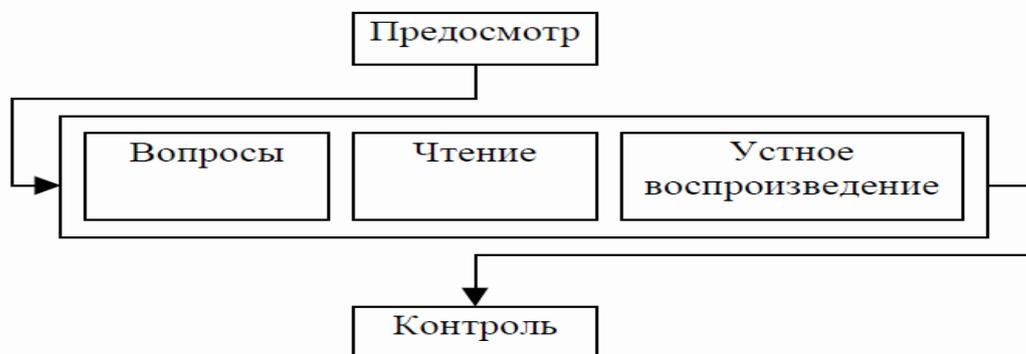 Предосмотр
Вопросы
Чтение
Устное
воспроизведение
Контроль